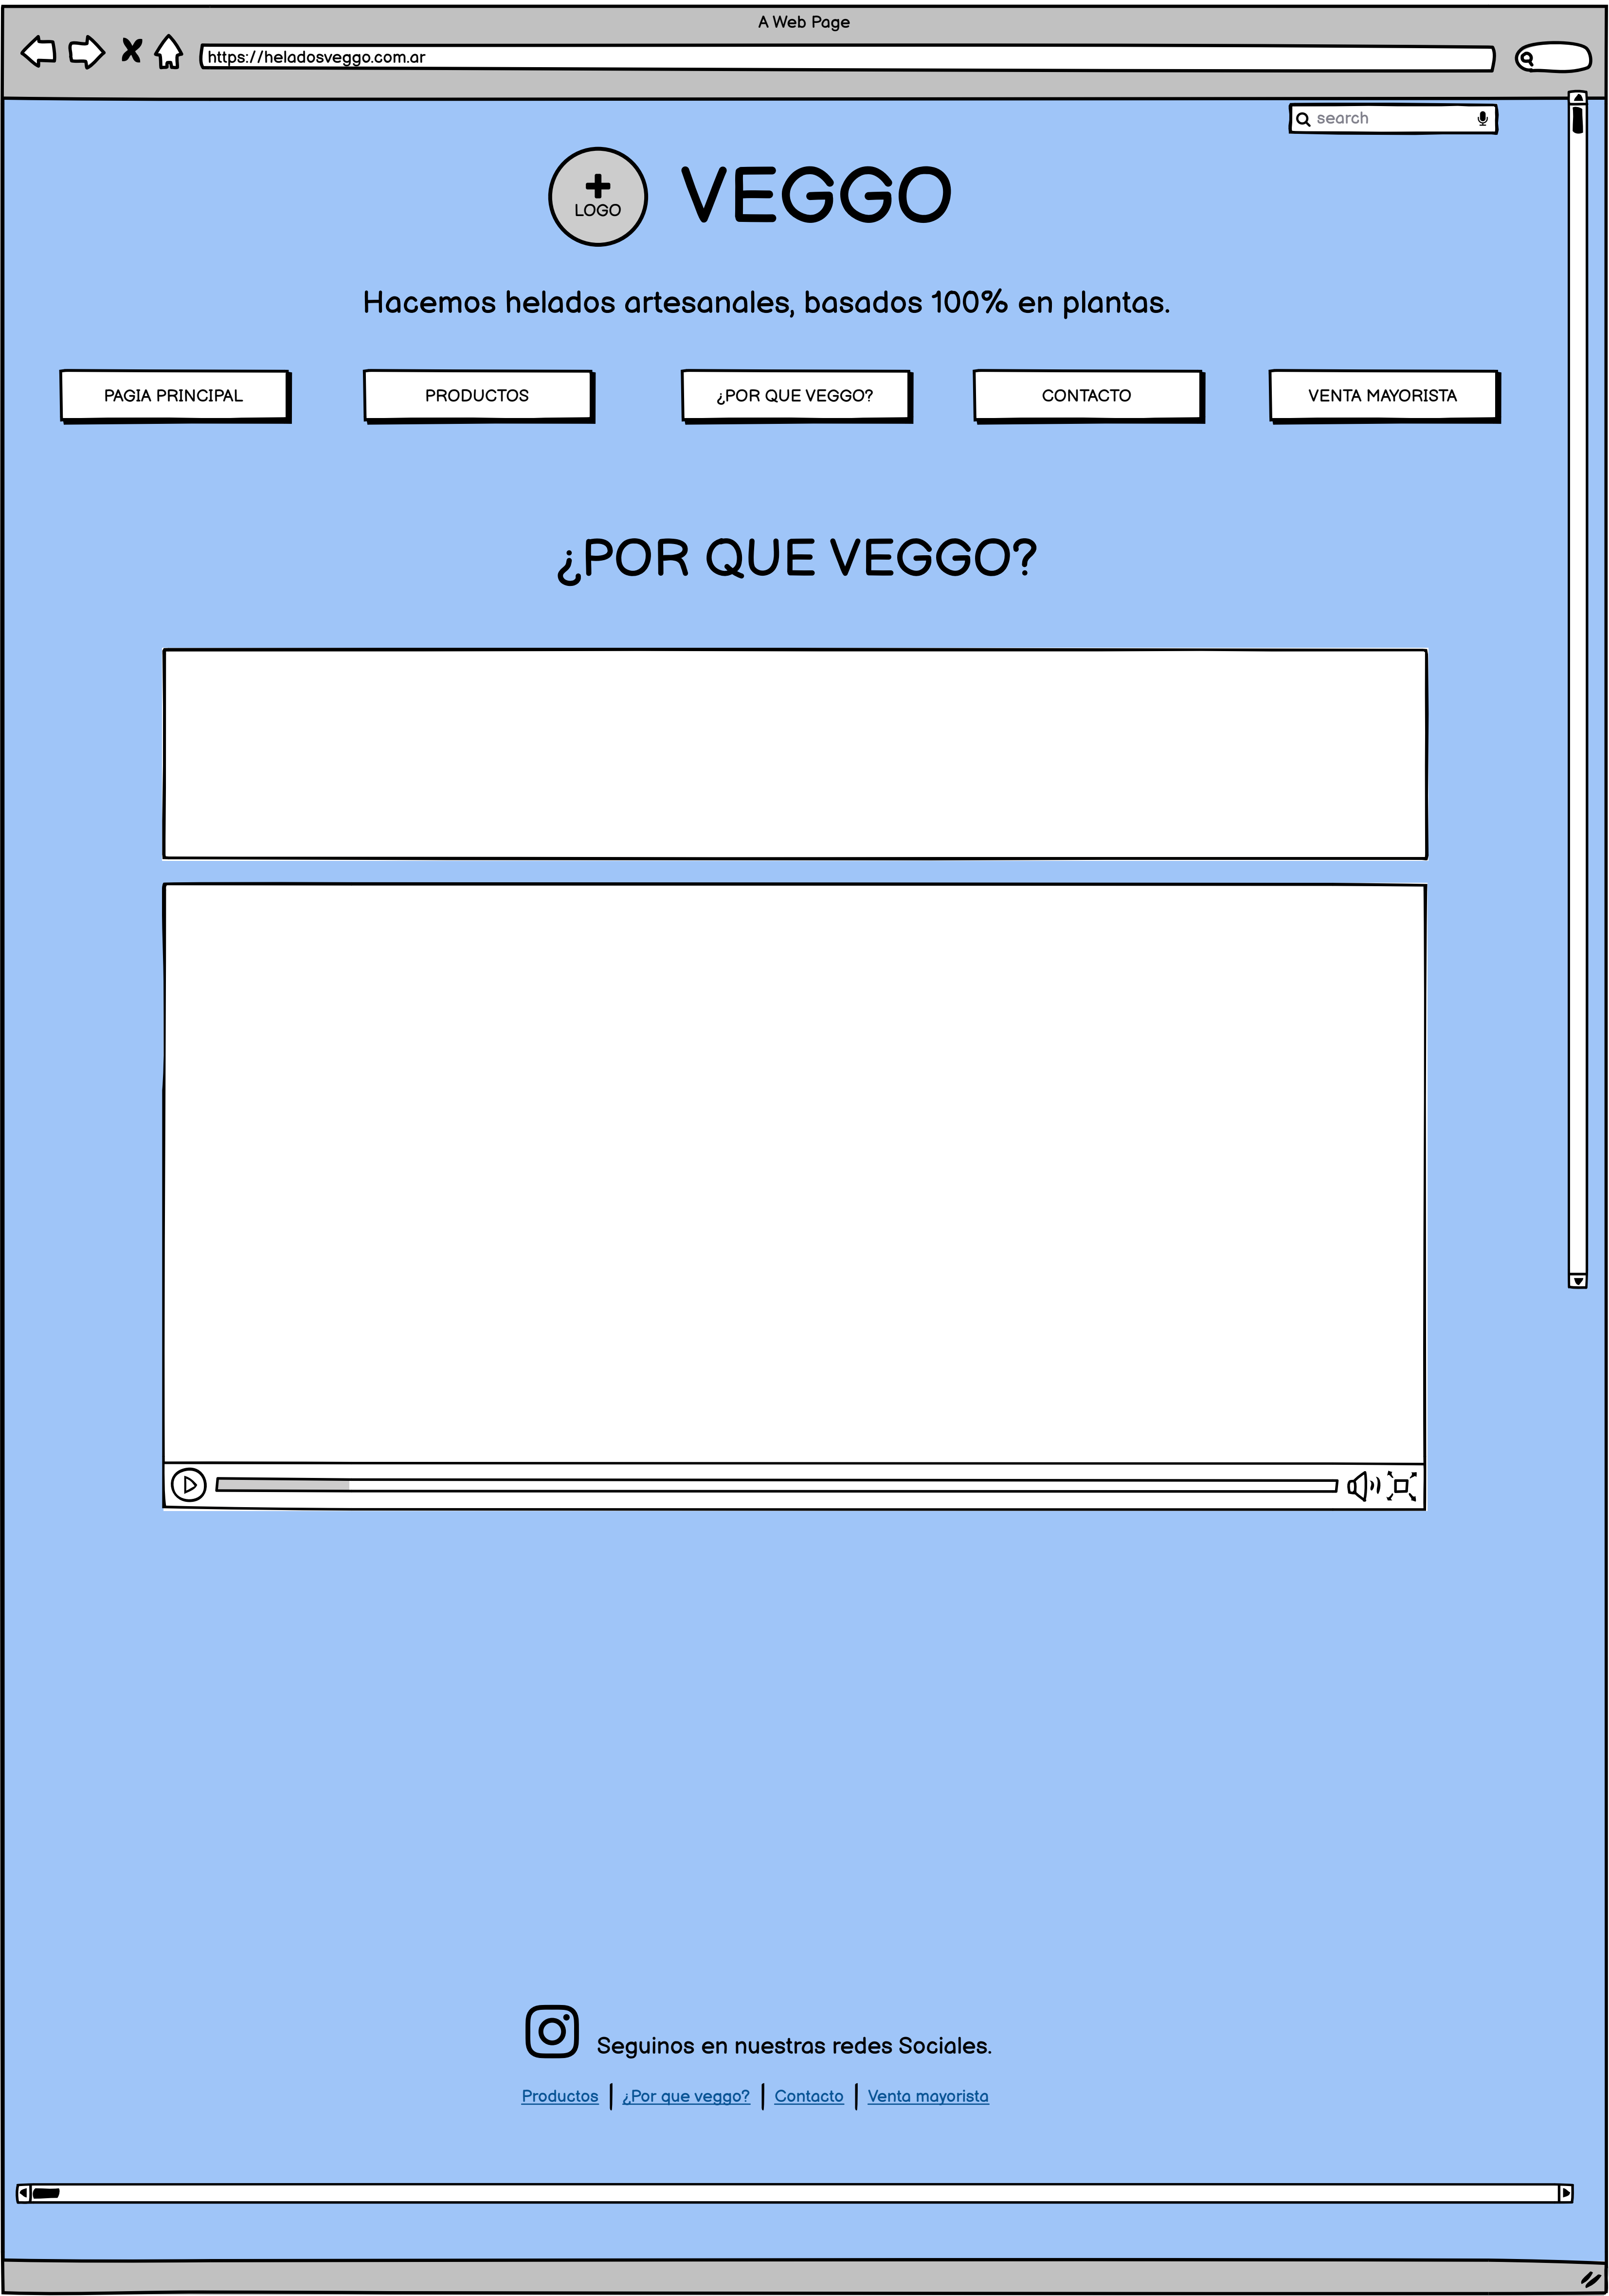 A Web Page
https://heladosveggo.com.ar
search
LOGO
VEGGO
Hacemos helados artesanales, basados 100% en plantas.
PAGIA PRINCIPAL
PRODUCTOS
¿POR QUE VEGGO?
CONTACTO
VENTA MAYORISTA
¿POR QUE VEGGO?
Seguinos en nuestras redes Sociales.
Productos | ¿Por que veggo? | Contacto | Venta mayorista